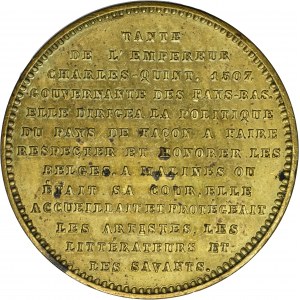 TANTE
DE L'EMPEREUR
CHARLES-QUINT, 1507
GOUVERNANTE DES PAYS-BAS
ELLE DIRIGEA LA POLITIQUE
DU PAYS DE FAÇON A FAIRE
RESPECTER ET HONORER LES
BELGES, A MALINES OU
ÉTAIT SA COUR, ELLE
ACCUEILLAIT ET PROTEGEAIT
LES ARTISTES, LES
LITTÉRATEURS ET
LES SAVANTS.